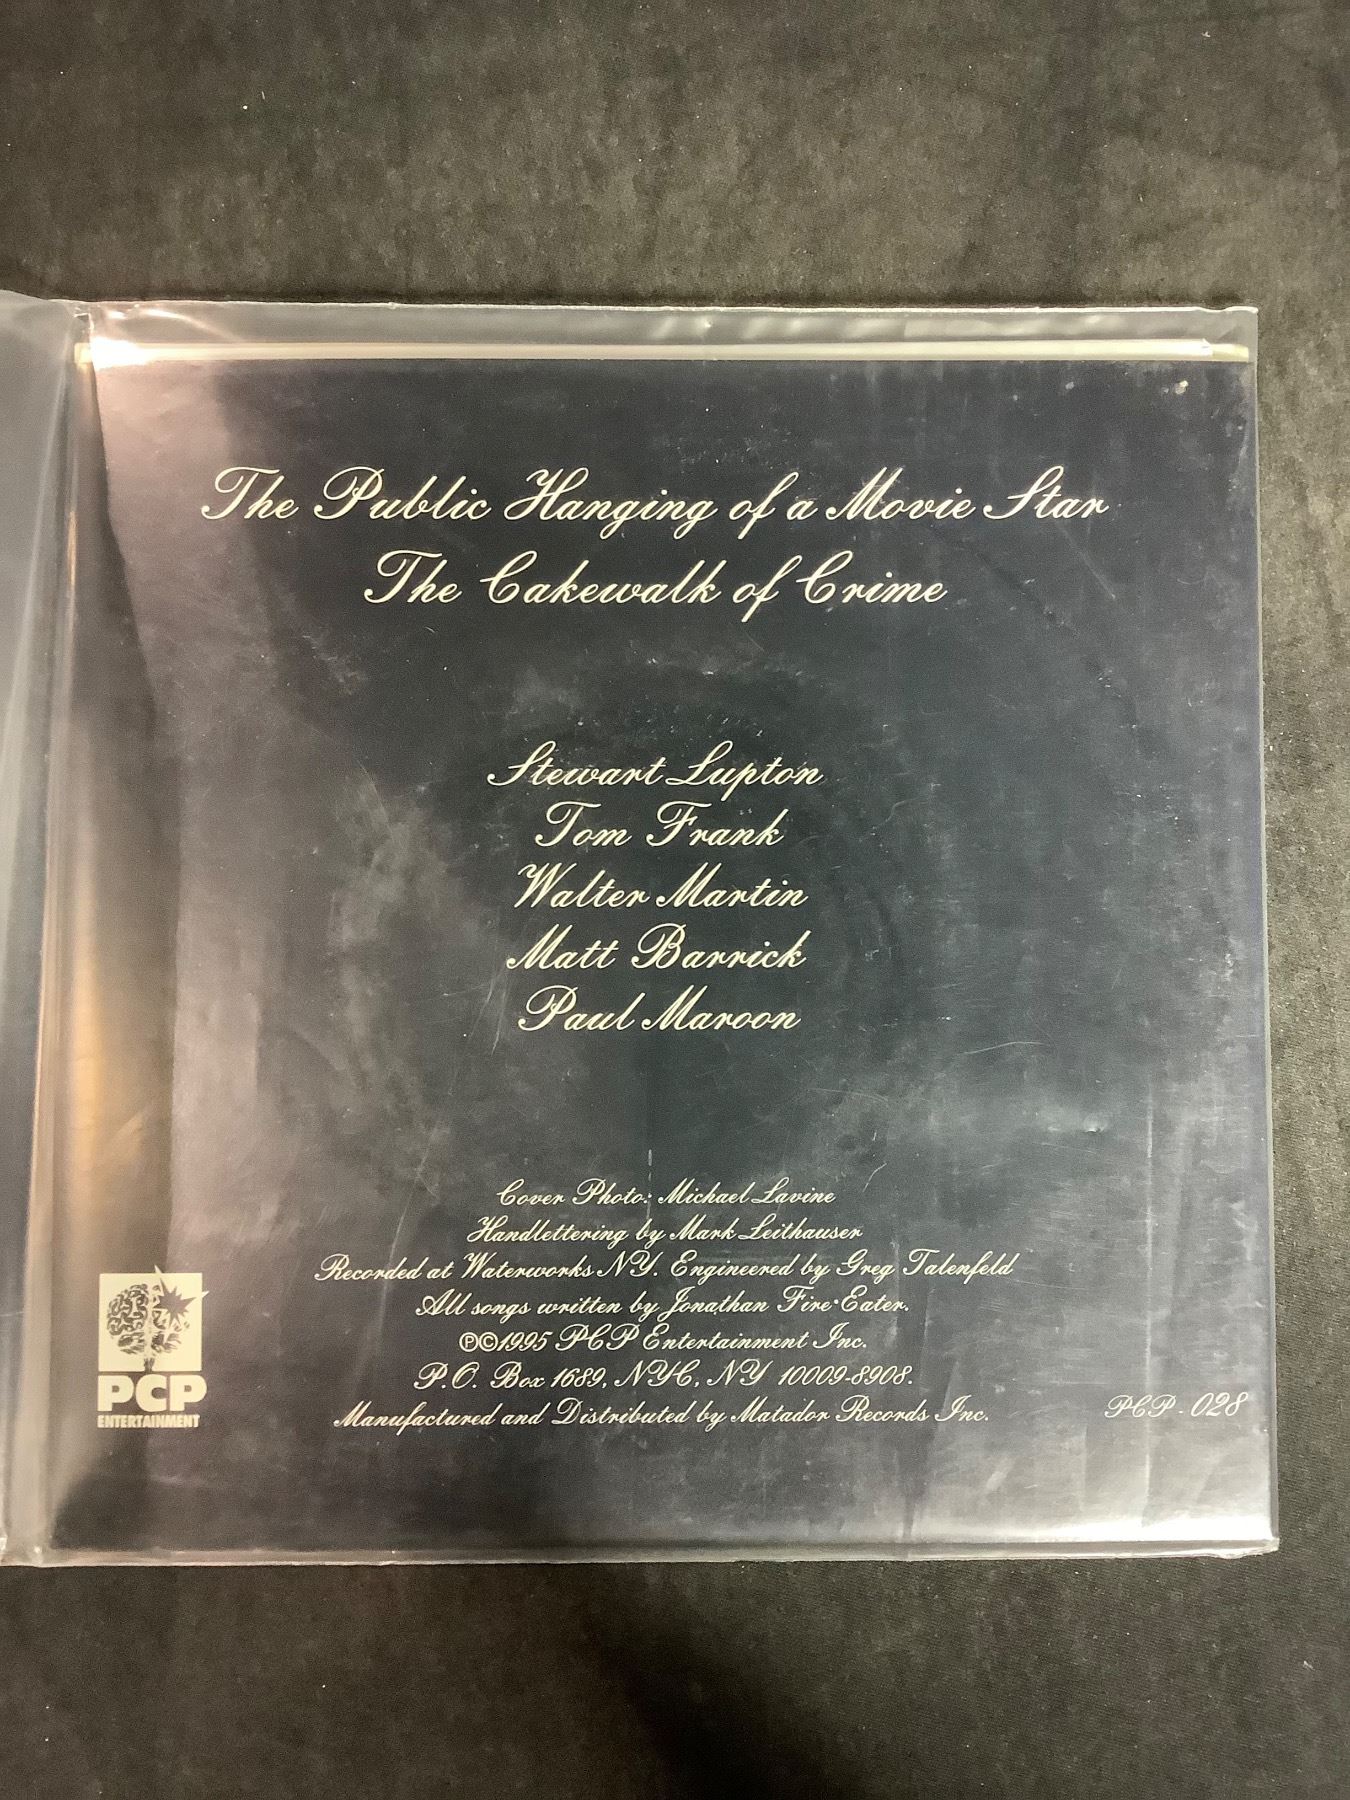 The Public Hanging of a Movie Star
The Cakewalk of Crime
Stewart Lupton
Tom Frank
Walter Martin
Matt Barrick
Paul Maroon
Cover Photo: Michael Lavine
Handlettering by Mark Leithauser
Recorded at Waterworks NY. Engineered by Greg Talenfeld
All songs written by Jonathan Fire·Eater.
℗©1995 PCP Entertainment Inc.
P.O. Box 1689, NYC, NY 10009-8908.
Manufactured and Distributed by Matador Records Inc.
PCP
ENTERTAINMENT
PCP-028